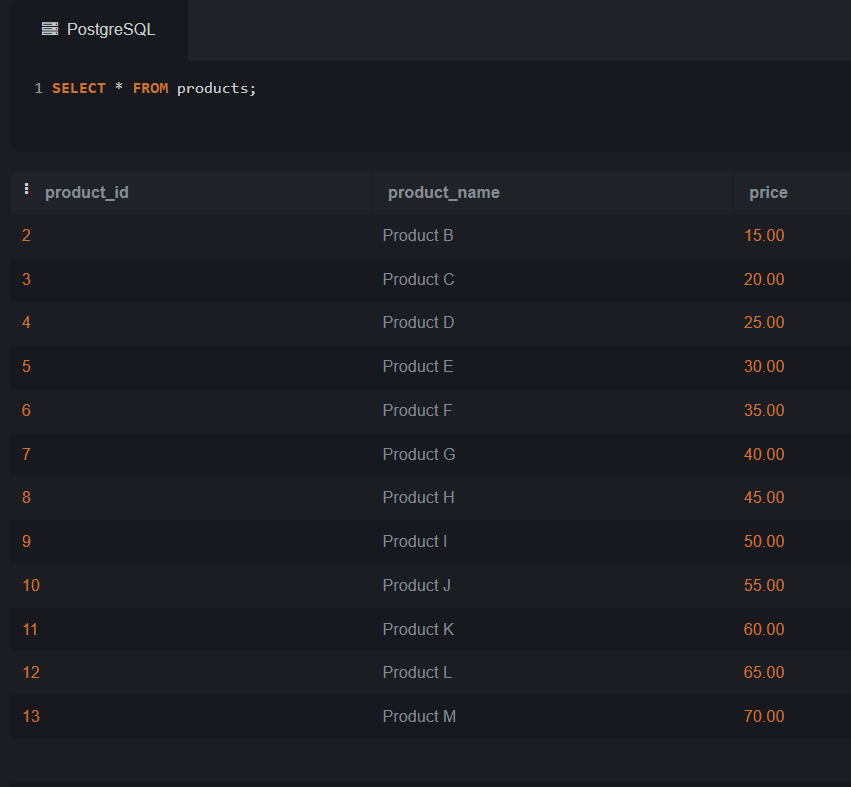 PostgreSQL
1 SELECT * FROM products;
product_id product_name price
2 Product B 15.00
3 Product C 20.00
4 Product D 25.00
5 Product E 30.00
6 Product F 35.00
7 Product G 40.00
8 Product H 45.00
9 Product I 50.00
10 Product J 55.00
11 Product K 60.00
12 Product L 65.00
13 Product M 70.00